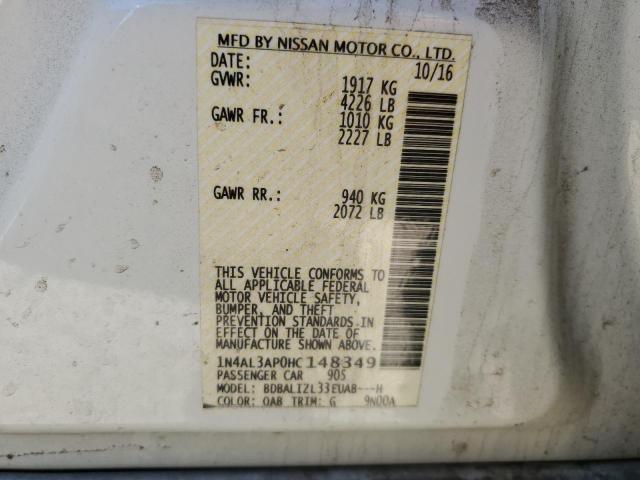 MFD BY NISSAN MOTOR CO., LTD.
DATE: 10/16
GVWR: 1917 KG
4226 LB
GAWR FR.: 1010 KG
2227 LB
GAWR RR.: 940 KG
2072 LB
THIS VEHICLE CONFORMS TO
ALL APPLICABLE FEDERAL
MOTOR VEHICLE SAFETY,
BUMPER, AND THEFT
PREVENTION STANDARDS IN
EFFECT ON THE DATE OF
MANUFACTURE SHOWN ABOVE.
1N4AL3AP0HC148349
PASSENGER CAR 905
MODEL: BDBALIZL33EUAB---H
COLOR: QAB TRIM: G 9N00A